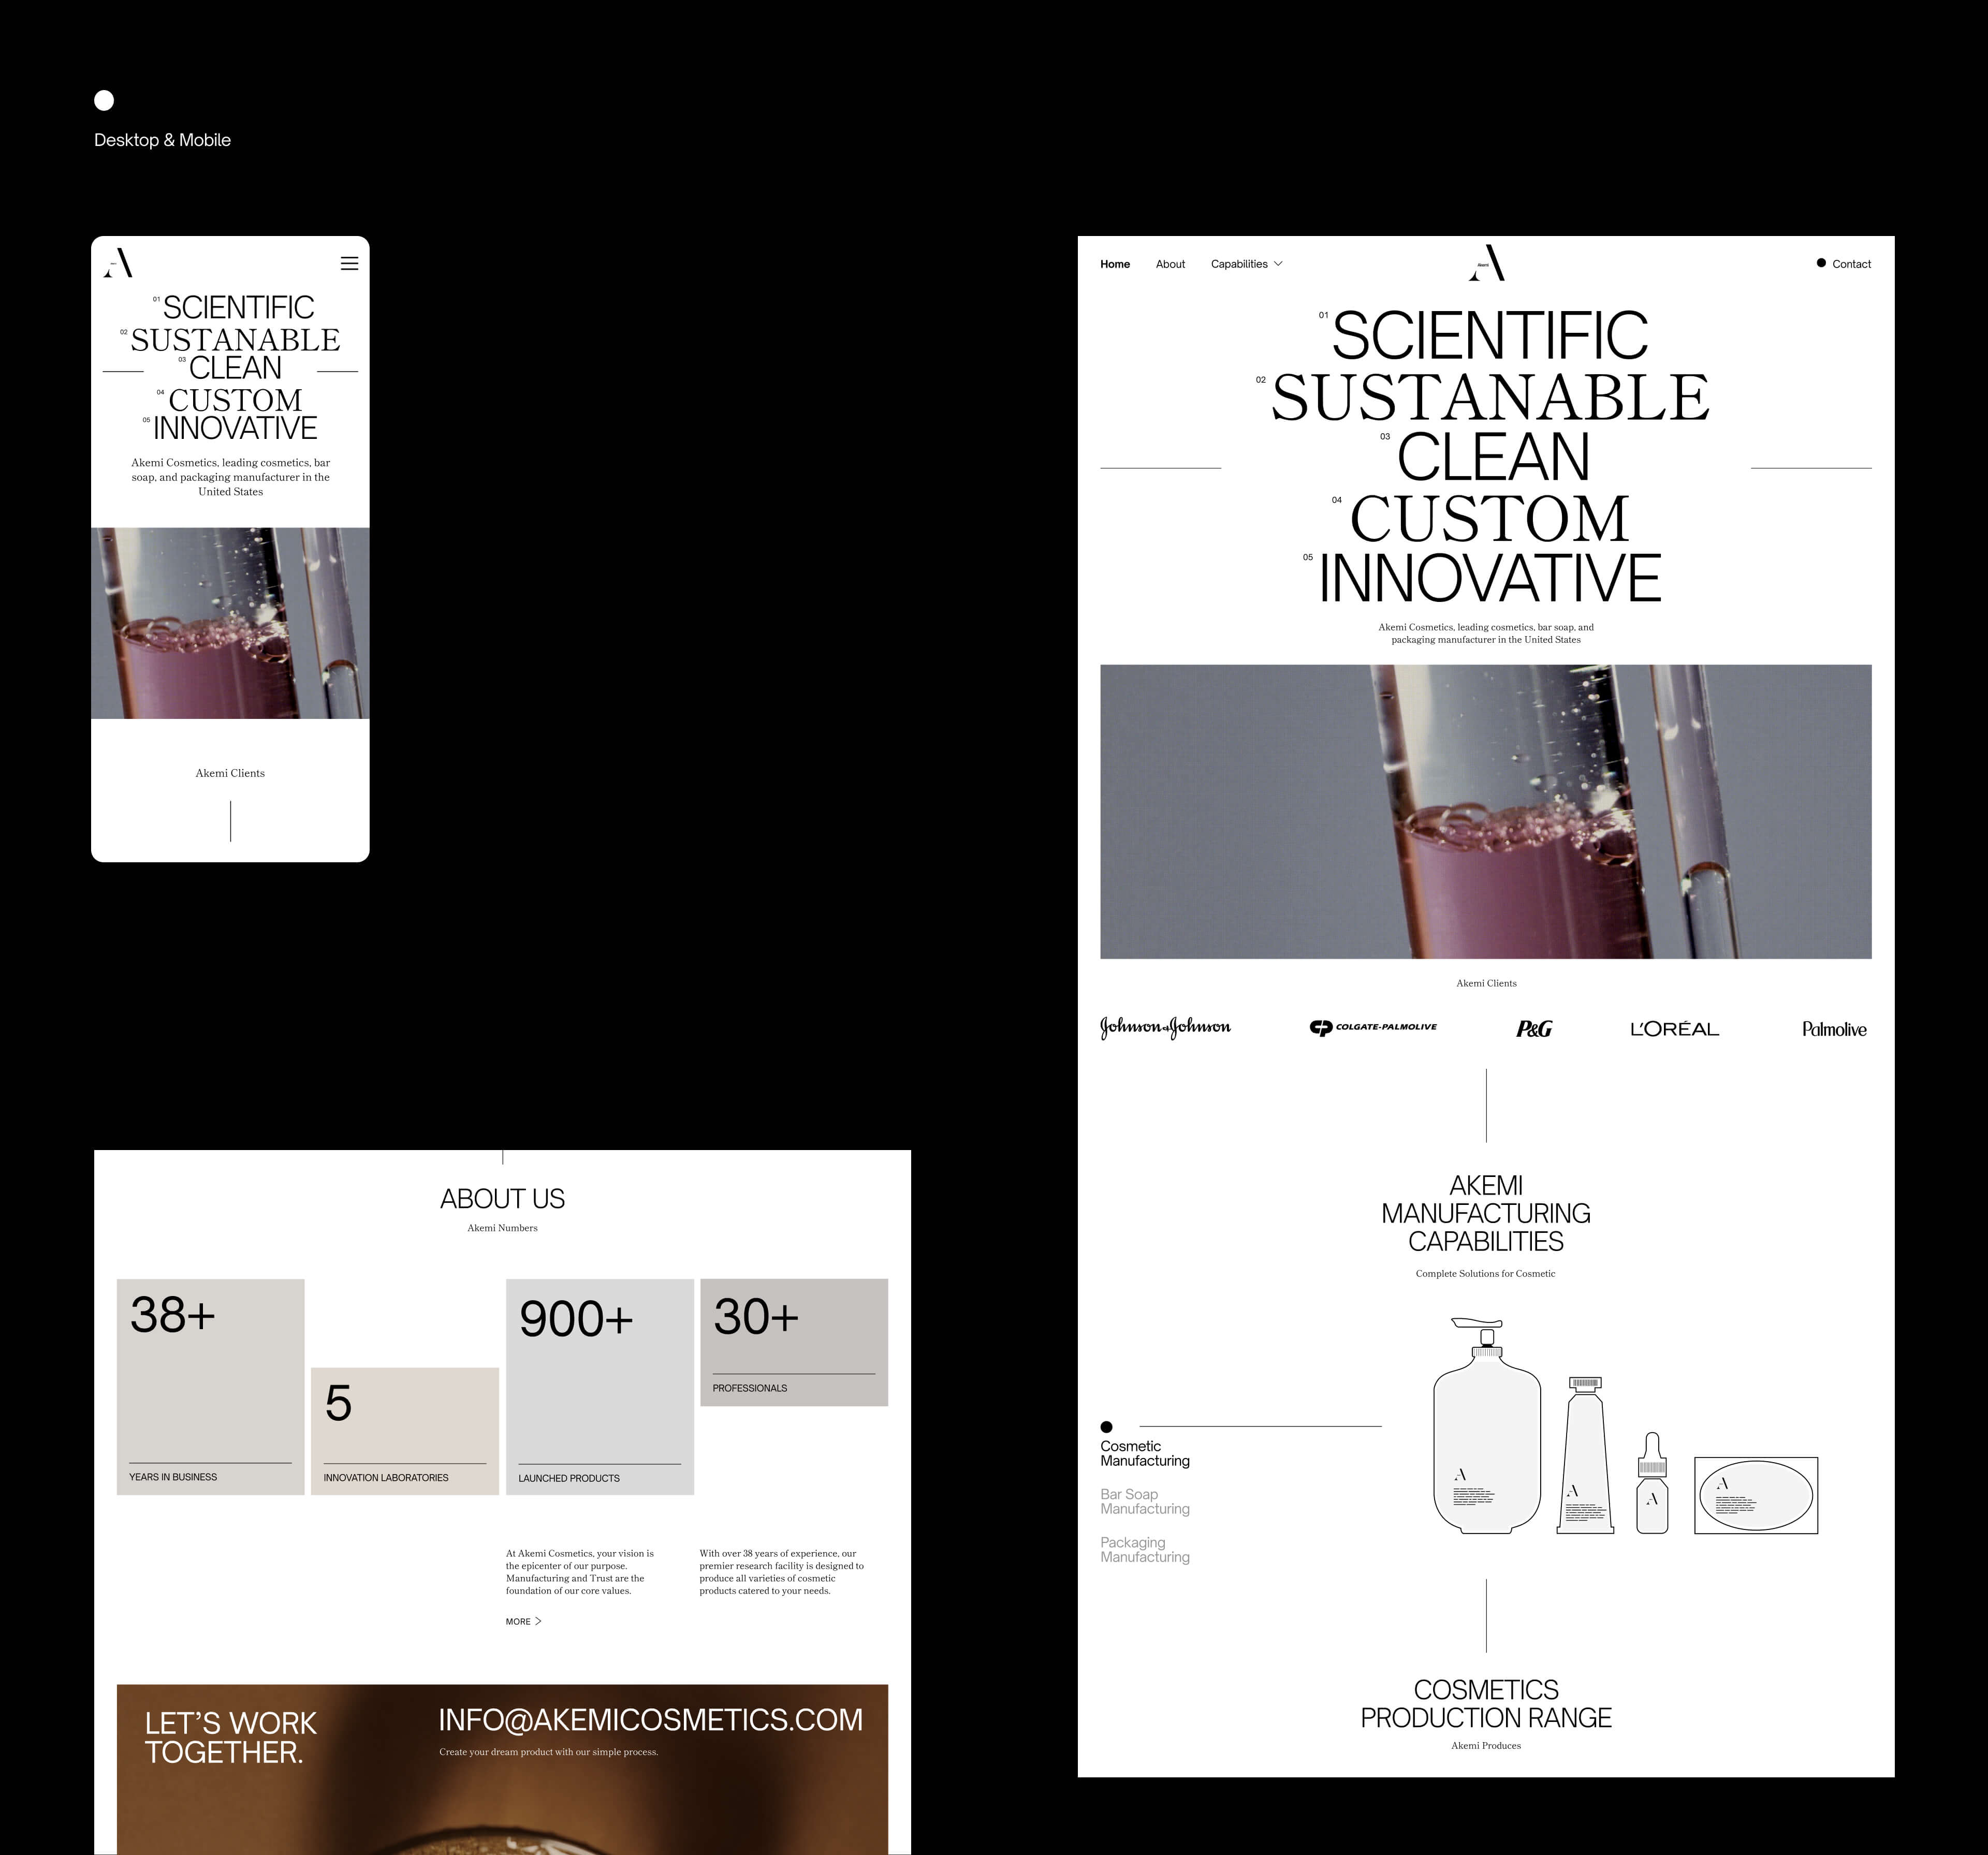 Desktop & Mobile
A
01 SCIENTIFIC
02 SUSTANABLE
03 CLEAN
04 CUSTOM
05 INNOVATIVE
Akemi Cosmetics, leading cosmetics, bar
soap, and packaging manufacturer in the
United States
Akemi Clients
Home About Capabilities
A
Akemi
Contact
01 SCIENTIFIC
02 SUSTANABLE
03 CLEAN
04 CUSTOM
05 INNOVATIVE
Akemi Cosmetics, leading cosmetics, bar soap, and
packaging manufacturer in the United States
Akemi Clients
Johnson & Johnson
CP COLGATE-PALMOLIVE
P&G
L'ORÉAL
Palmolive
AKEMI
MANUFACTURING
CAPABILITIES
Complete Solutions for Cosmetic
Cosmetic
Manufacturing
Bar Soap
Manufacturing
Packaging
Manufacturing
A
A
A
A
COSMETICS
PRODUCTION RANGE
Akemi Produces
ABOUT US
Akemi Numbers
38+
YEARS IN BUSINESS
5
INNOVATION LABORATORIES
900+
LAUNCHED PRODUCTS
30+
PROFESSIONALS
At Akemi Cosmetics, your vision is
the epicenter of our purpose.
Manufacturing and Trust are the
foundation of our core values.
MORE
With over 38 years of experience, our
premier research facility is designed to
produce all varieties of cosmetic
products catered to your needs.
LET'S WORK
TOGETHER.
INFO@AKEMICOSMETICS.COM
Create your dream product with our simple process.